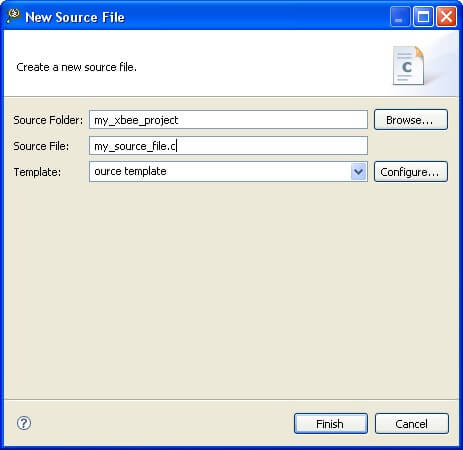 New Source File
Create a new source file.
C
Source Folder: my_xbee_project Browse...
Source File: my_source_file.c
Template: ource template Configure...
? Finish Cancel